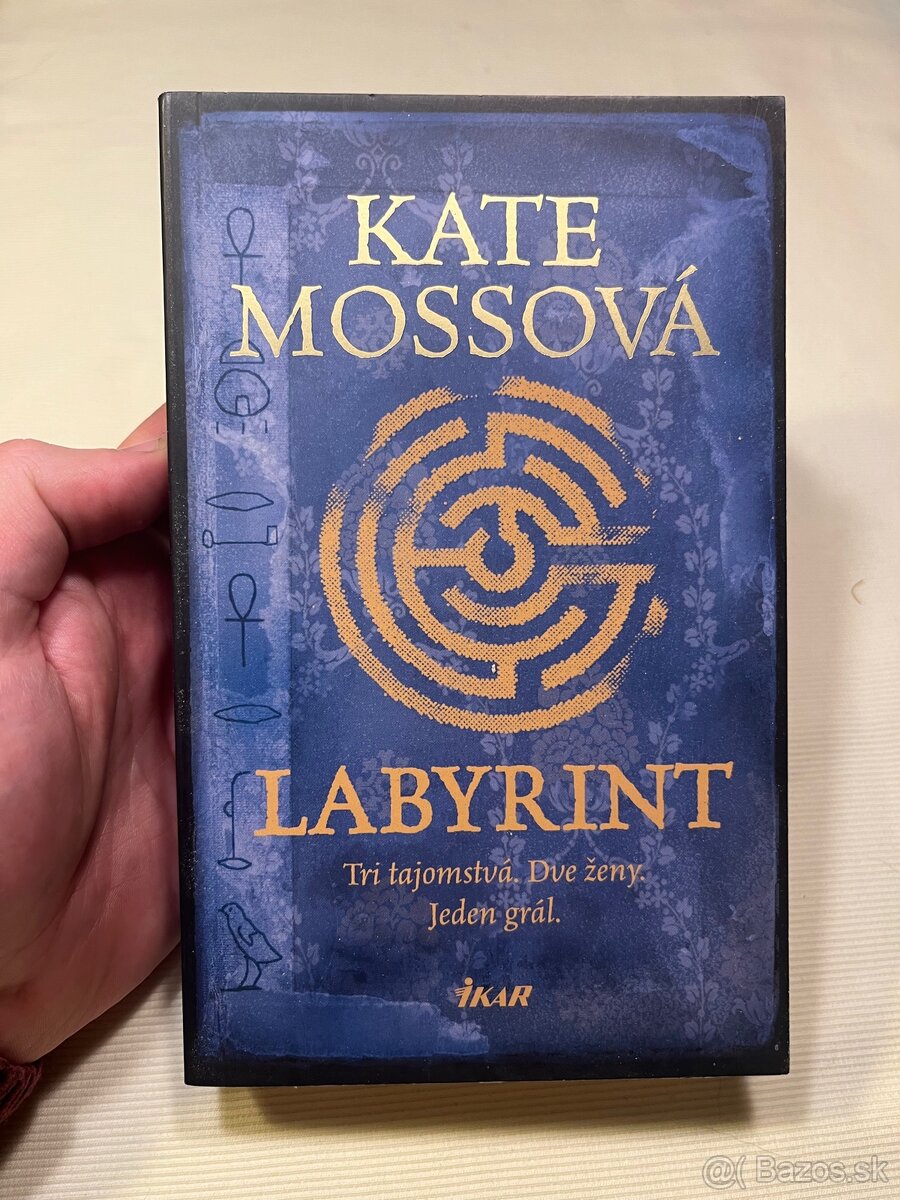 KATE
MOSSOVÁ
LABYRINT
Tri tajomstvá. Dve ženy.
Jeden grál.
iKAR
@( Bazos.sk